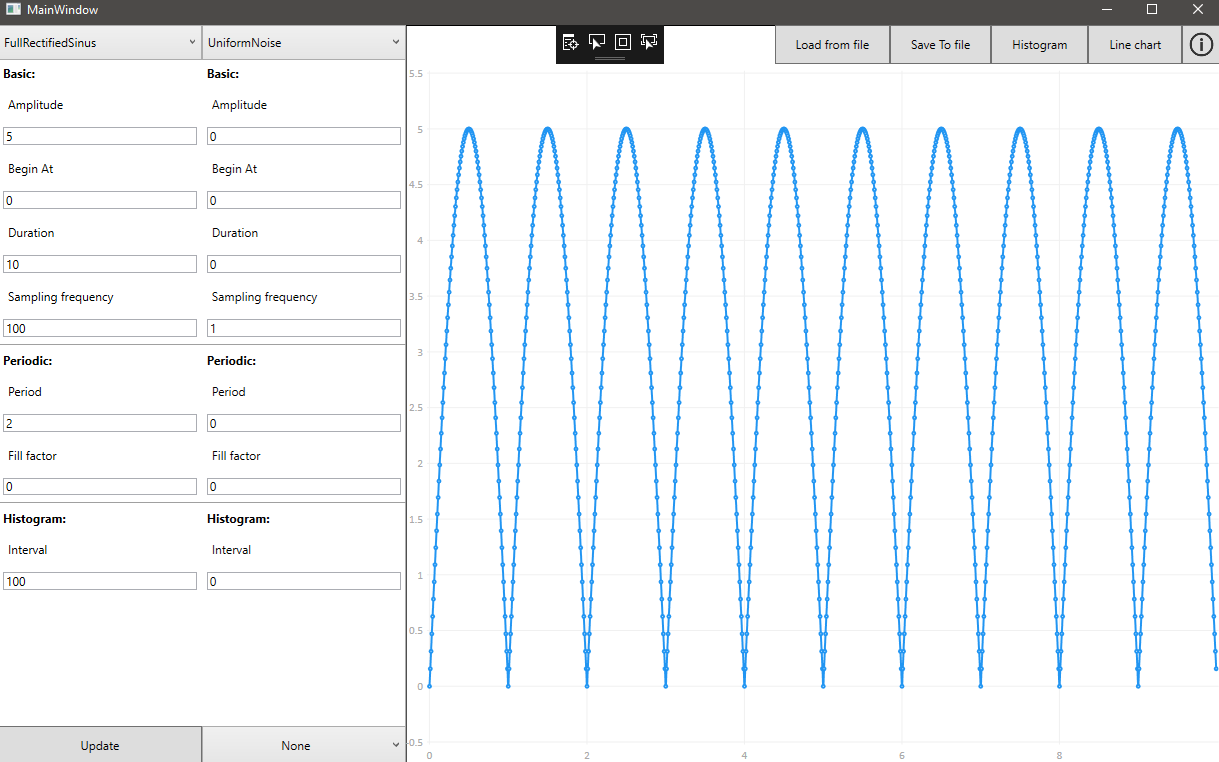 MainWindow
FullRectifiedSinus UniformNoise Load from file Save To file Histogram Line chart
Basic: Basic:
Amplitude Amplitude
5 0
Begin At Begin At
0 0
Duration Duration
10 0
Sampling frequency Sampling frequency
100 1
Periodic: Periodic:
Period Period
2 0
Fill factor Fill factor
0 0
Histogram: Histogram:
Interval Interval
100 0
Update None
5.5
5
4.5
4
3.5
3
2.5
2
1.5
1
0.5
0
-0.5
0 2 4 6 8